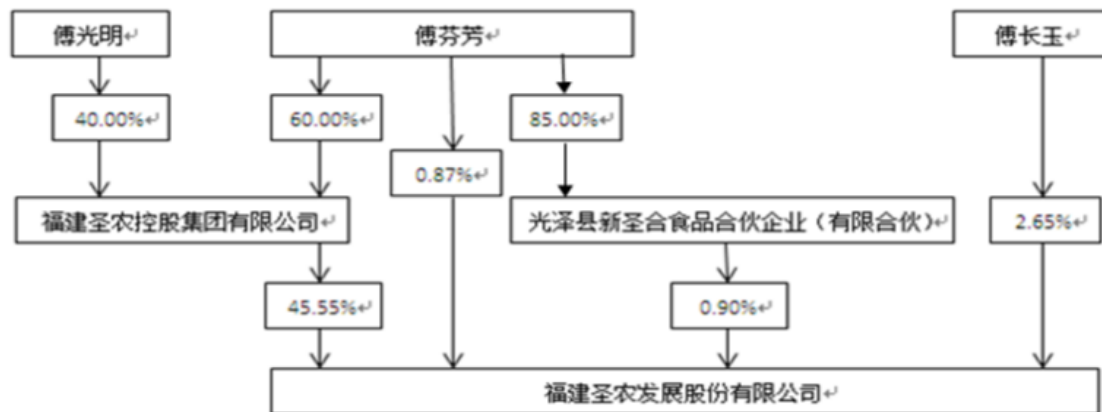 傅光明↵
傅芬芳↵
傅长玉↵
40.00%↵
60.00%↵
85.00%↵
0.87%↵
福建圣农控股集团有限公司↵
光泽县新圣合食品合伙企业（有限合伙）↵
2.65%↵
45.55%↵
0.90%↵
福建圣农发展股份有限公司↵